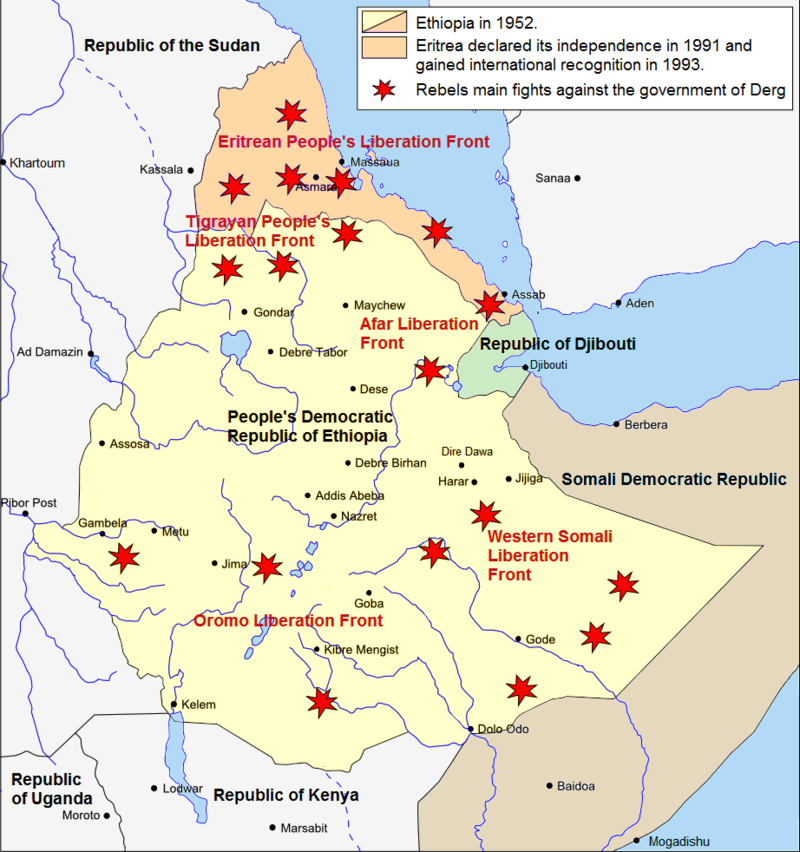 Ethiopia in 1952.
Eritrea declared its independence in 1991 and
gained international recognition in 1993.
Rebels main fights against the government of Derg
Republic of the Sudan
Eritrean People's Liberation Front
Khartoum
Kassala
Massaua
Asmara
Sanaa
Tigrayan People's
Liberation Front
Assab
Aden
Gondar
Maychew
Afar Liberation
Front
Republic of Djibouti
Djibouti
Ad Damazin
Debre Tabor
Dese
People's Democratic
Republic of Ethiopia
Berbera
Assosa
Debre Birhan
Dire Dawa
Harar
Jijiga
Somali Democratic Republic
Addis Abeba
Nazret
Ribor Post
Gambela
Metu
Western Somali
Liberation
Front
Jima
Goba
Oromo Liberation Front
Gode
Kibre Mengist
Kelem
Dolo Odo
Republic
of Uganda
Lodwar
Republic of Kenya
Baidoa
Moroto
Marsabit
Mogadishu